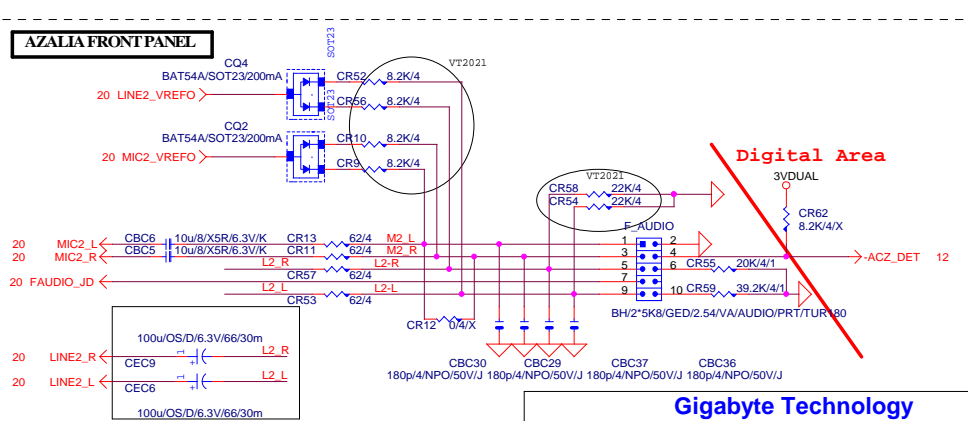 AZALIA FRONT PANEL
SOT23
CQ4
BAT54A/SOT23/200mA
20 LINE2_VREFO
CR52 8.2K/4
VT2021
CR56 8.2K/4
SOT23
CQ2
BAT54A/SOT23/200mA
20 MIC2_VREFO
CR10 8.2K/4
CR9 8.2K/4
Digital Area
3VDUAL
VT2021
CR58 22K/4
CR54 22K/4
CR62
8.2K/4/X
F_AUDIO
20 MIC2_L CBC6 10u/8/X5R/6.3V/K CR13 62/4 M2_L 1 2
20 MIC2_R CBC5 10u/8/X5R/6.3V/K CR11 62/4 M2_R 3 4 -ACZ_DET 12
L2_R 62/4 L2-R 5 6 CR55 20K/4/1
20 FAUDIO_JD CR57 62/4 7
L2_L L2-L 9 10 CR59 39.2K/4/1
CR53 62/4
BH/2*5K8/GED/2.54/VA/AUDIO/PRT/TUR180
CR12 0/4/X
100u/OS/D/6.3V/66/30m
20 LINE2_R 1 L2_R
CEC9 +
20 LINE2_L 1 L2_L
CEC6 +
100u/OS/D/6.3V/66/30m
CBC30 CBC29 CBC37 CBC36
180p/4/NPO/50V/J 180p/4/NPO/50V/J 180p/4/NPO/50V/J 180p/4/NPO/50V/J
Gigabyte Technology